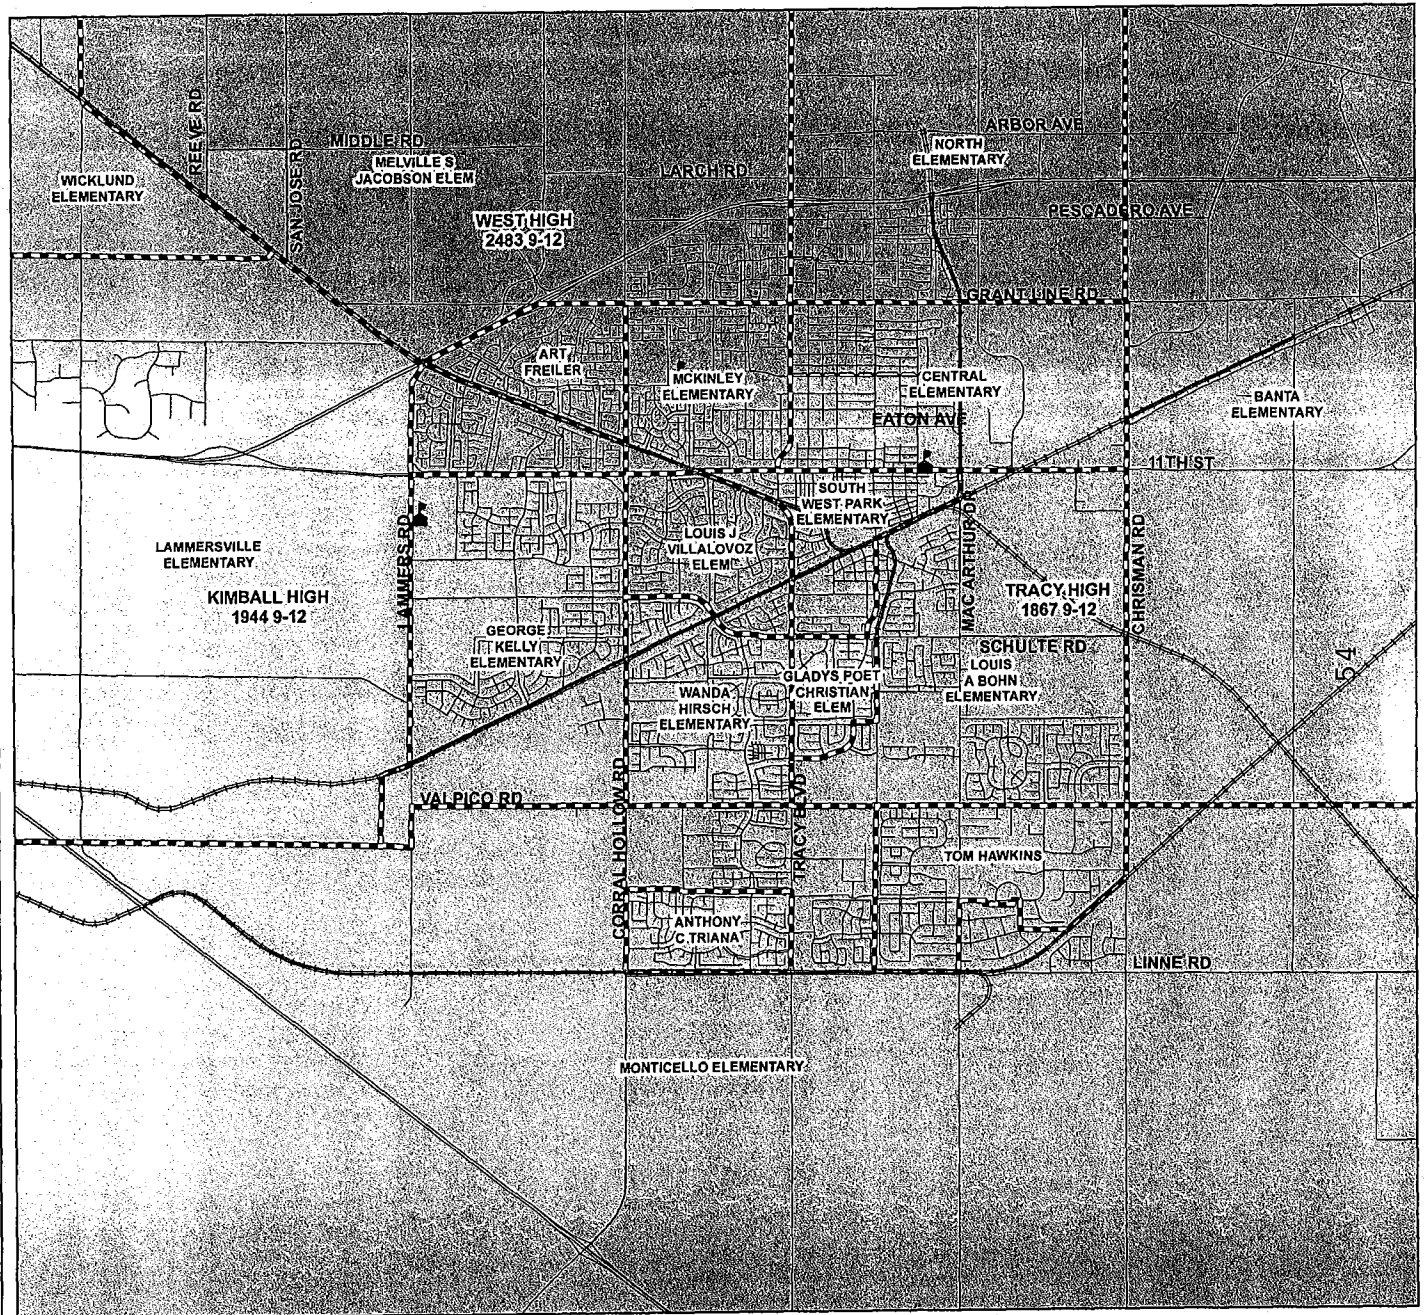 REEVE RD
SAN JOSE RD
MIDDLE RD
MELVILLE S
JACOBSON ELEM
WICKLUND
ELEMENTARY
LARCH RD
ARBOR AVE
NORTH
ELEMENTARY
PESCADERO AVE
WEST HIGH
2483 9-12
GRANT LINE RD
ART
FREILER
MCKINLEY
ELEMENTARY
CENTRAL
ELEMENTARY
EATON AVE
BANTA
ELEMENTARY
11TH ST
SOUTH
WEST PARK
ELEMENTARY
LOUIS J
VILLALOVOZ
ELEM
LAMMERSVILLE
ELEMENTARY
KIMBALL HIGH
1944 9-12
LAMMERS RD
MACARTHUR DR
TRACY HIGH
1867 9-12
CHRISMAN RD
GEORGE
KELLY
ELEMENTARY
SCHULTE RD
LOUIS
A BOHN
ELEMENTARY
54
GLADYS POET
CHRISTIAN
ELEM
WANDA
HIRSCH
ELEMENTARY
VALPICO RD
CORRAL HOLLOW RD
TRACY BLVD
TOM HAWKINS
ANTHONY
C TRIANA
LINNE RD
MONTICELLO ELEMENTARY